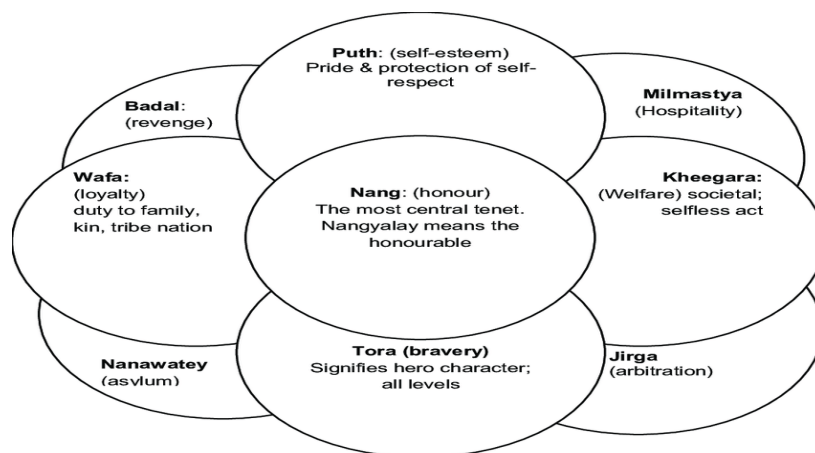 Puth: (self-esteem)
Pride & protection of self-
respect
Badal:
(revenge)
Milmastya
(Hospitality)
Wafa:
(loyalty)
duty to family,
kin, tribe nation
Nang: (honour)
The most central tenet.
Nangyalay means the
honourable
Kheegara:
(Welfare) societal;
selfless act
Nanawatey
(asylum)
Tora (bravery)
Signifies hero character;
all levels
Jirga
(arbitration)